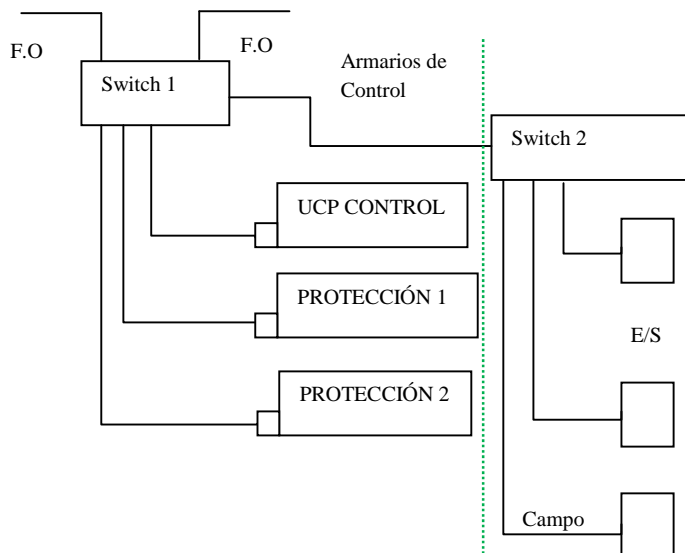 F.O
F.O
Armarios de
Control
Switch 1
Switch 2
UCP CONTROL
PROTECCIÓN 1
E/S
PROTECCIÓN 2
Campo